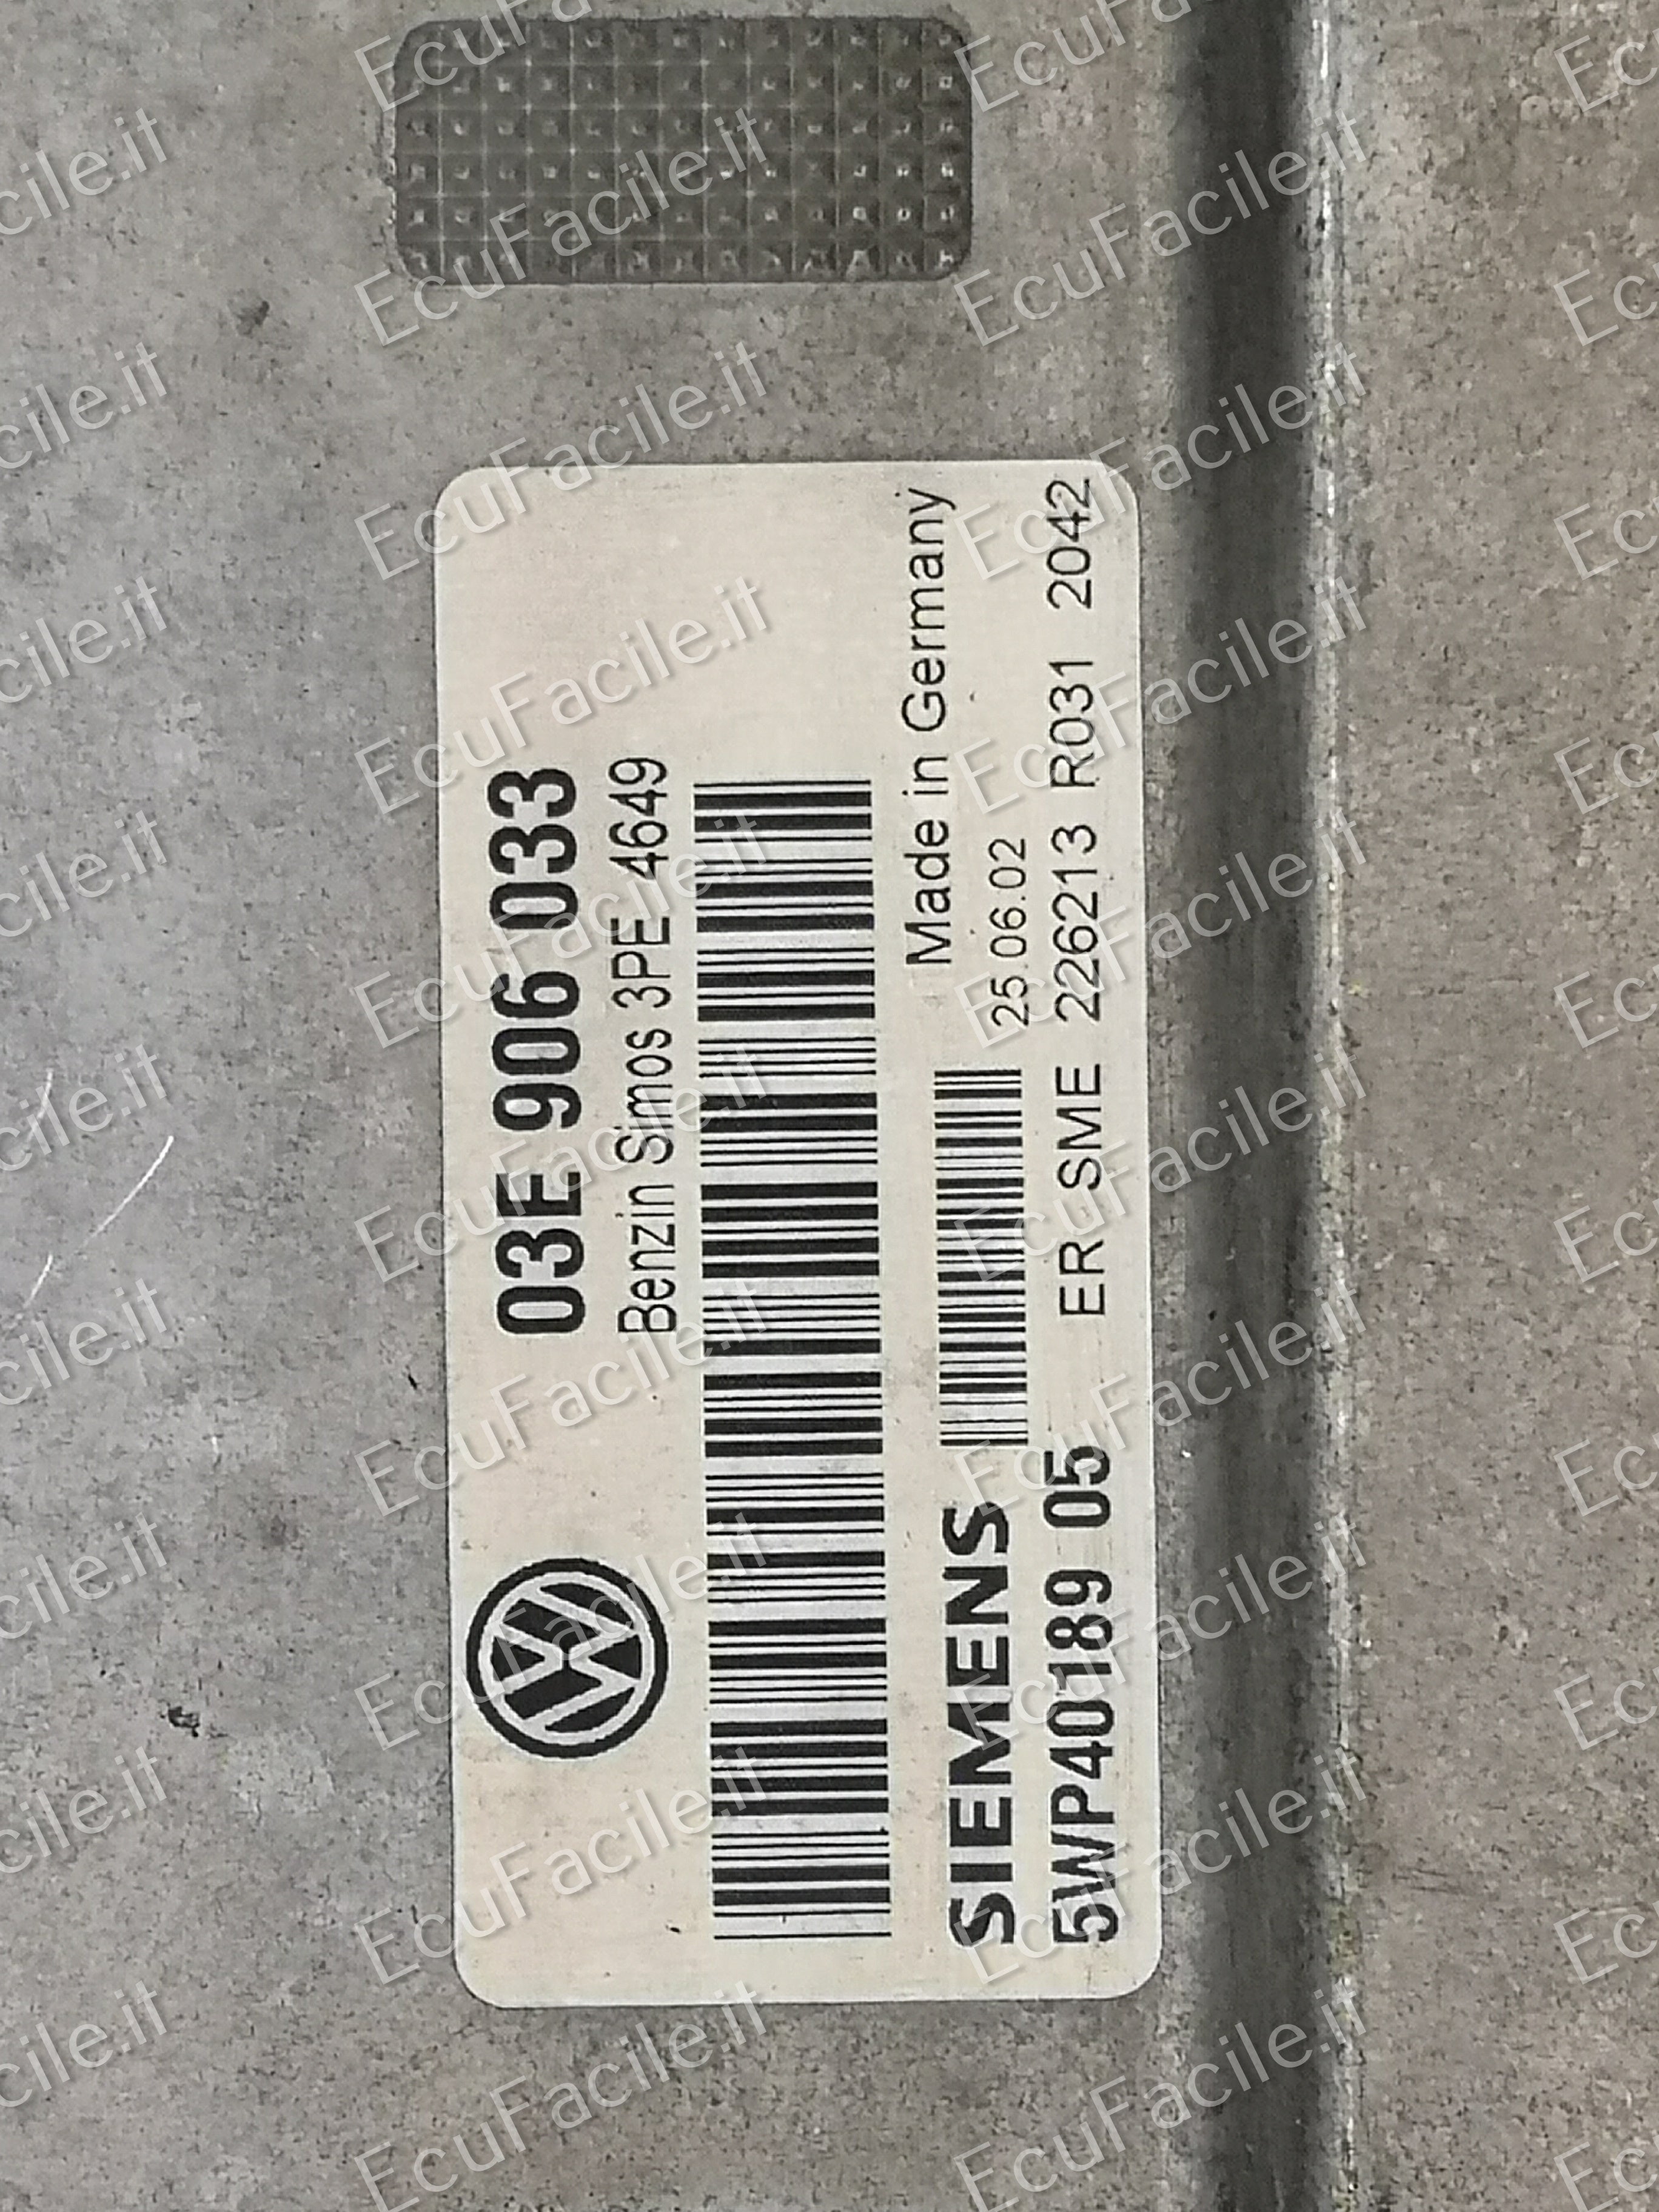 03E 906 033
Benzin Simos 3PE 4649
Made in Germany
SIEMENS 25.06.02
5WP40189 05 ER SME 226213 R031 2042
EcuFacile.it